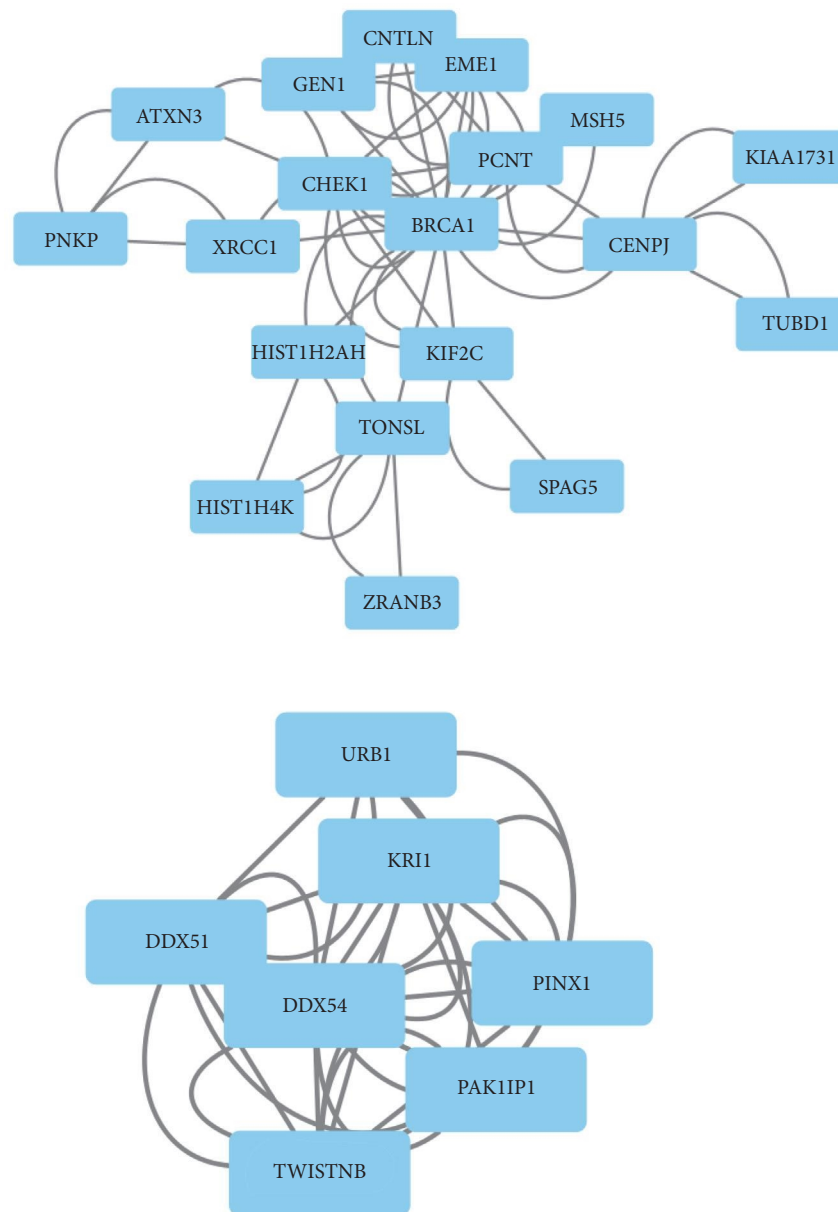 CNTLN
EME1
GEN1
ATXN3
MSH5
PCNT
KIAA1731
CHEK1
BRCA1
PNKP
XRCC1
CENPJ
TUBD1
HIST1H2AH
KIF2C
TONSL
SPAG5
HIST1H4K
ZRANB3
URB1
KRI1
DDX51
PINX1
DDX54
PAK1IP1
TWISTNB